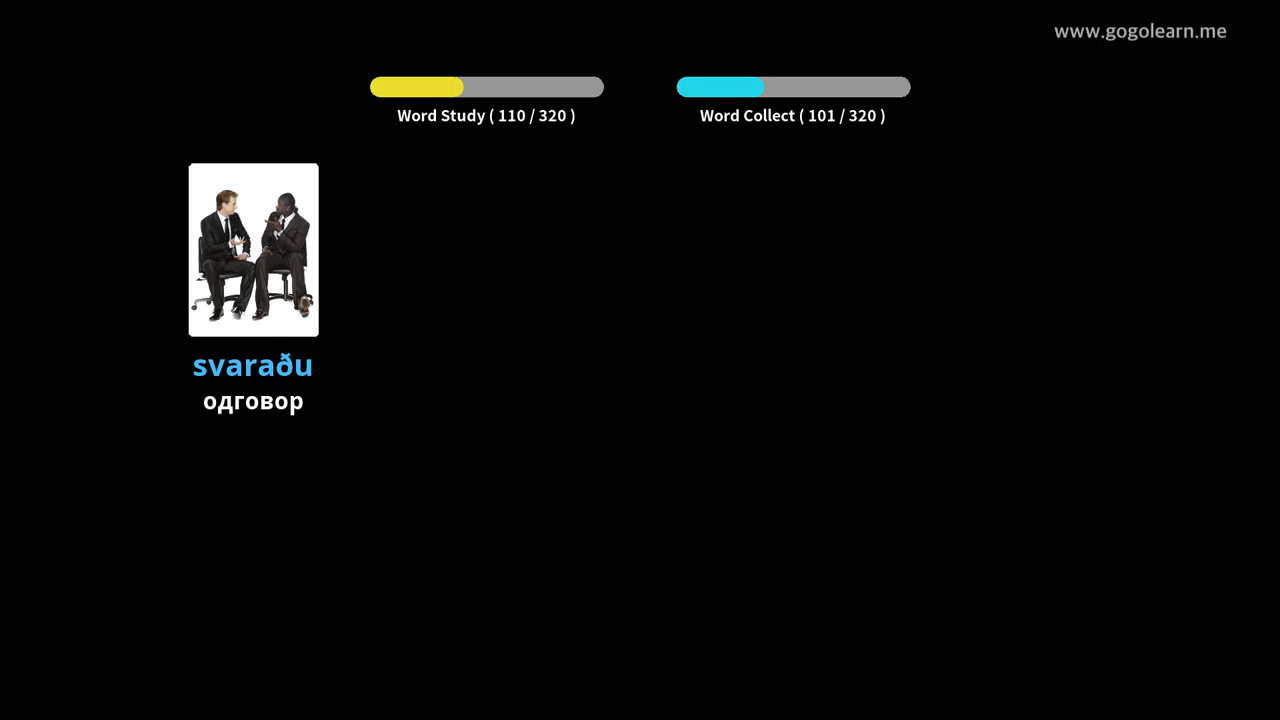 www.gogolearn.me
Word Study ( 110 / 320 )
Word Collect ( 101 / 320 )
svaraðu
одговор